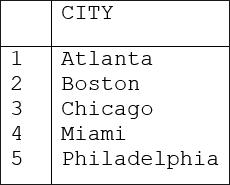 CITY
1 Atlanta
2 Boston
3 Chicago
4 Miami
5 Philadelphia